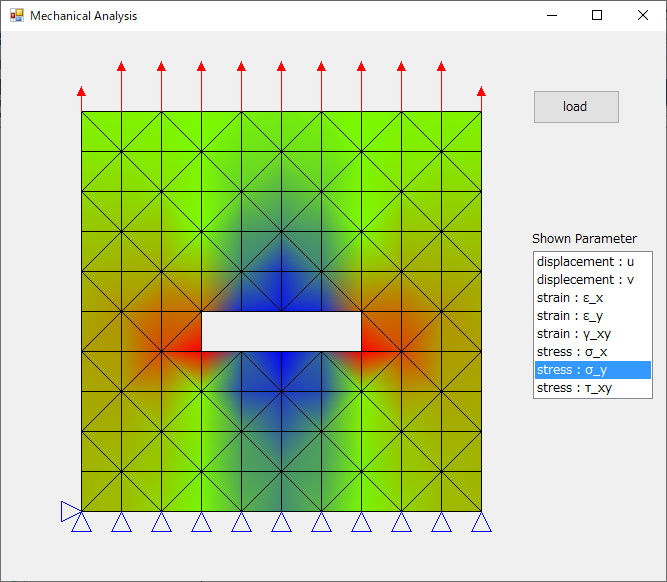 Mechanical Analysis
load
Shown Parameter
displacement : u
displecement : v
strain : ε_x
strain : ε_y
strain : γ_xy
stress : σ_x
stress : σ_y
stress : τ_xy